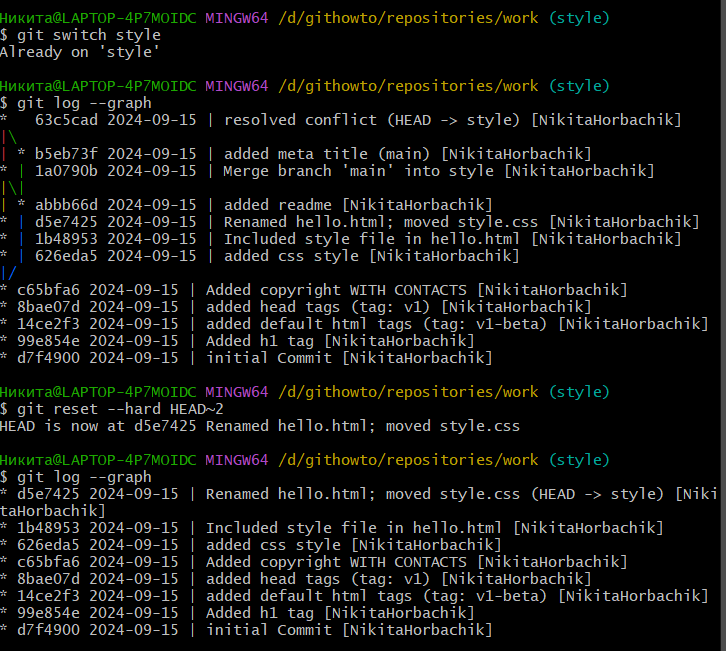 Никита@LAPTOP-4P7MOIDC MINGW64 /d/githowto/repositories/work (style)
$ git switch style
Already on 'style'

Никита@LAPTOP-4P7MOIDC MINGW64 /d/githowto/repositories/work (style)
$ git log --graph
*   63c5cad 2024-09-15 | resolved conflict (HEAD -> style) [NikitaHorbachik]
|\
| * b5eb73f 2024-09-15 | added meta title (main) [NikitaHorbachik]
* | 1a0790b 2024-09-15 | Merge branch 'main' into style [NikitaHorbachik]
|\|
| * abbb66d 2024-09-15 | added readme [NikitaHorbachik]
* | d5e7425 2024-09-15 | Renamed hello.html; moved style.css [NikitaHorbachik]
* | 1b48953 2024-09-15 | Included style file in hello.html [NikitaHorbachik]
* | 626eda5 2024-09-15 | added css style [NikitaHorbachik]
|/
* c65bfa6 2024-09-15 | Added copyright WITH CONTACTS [NikitaHorbachik]
* 8bae07d 2024-09-15 | added head tags (tag: v1) [NikitaHorbachik]
* 14ce2f3 2024-09-15 | added default html tags (tag: v1-beta) [NikitaHorbachik]
* 99e854e 2024-09-15 | Added h1 tag [NikitaHorbachik]
* d7f4900 2024-09-15 | initial Commit [NikitaHorbachik]

Никита@LAPTOP-4P7MOIDC MINGW64 /d/githowto/repositories/work (style)
$ git reset --hard HEAD~2
HEAD is now at d5e7425 Renamed hello.html; moved style.css

Никита@LAPTOP-4P7MOIDC MINGW64 /d/githowto/repositories/work (style)
$ git log --graph
* d5e7425 2024-09-15 | Renamed hello.html; moved style.css (HEAD -> style) [Niki
taHorbachik]
* 1b48953 2024-09-15 | Included style file in hello.html [NikitaHorbachik]
* 626eda5 2024-09-15 | added css style [NikitaHorbachik]
* c65bfa6 2024-09-15 | Added copyright WITH CONTACTS [NikitaHorbachik]
* 8bae07d 2024-09-15 | added head tags (tag: v1) [NikitaHorbachik]
* 14ce2f3 2024-09-15 | added default html tags (tag: v1-beta) [NikitaHorbachik]
* 99e854e 2024-09-15 | Added h1 tag [NikitaHorbachik]
* d7f4900 2024-09-15 | initial Commit [NikitaHorbachik]